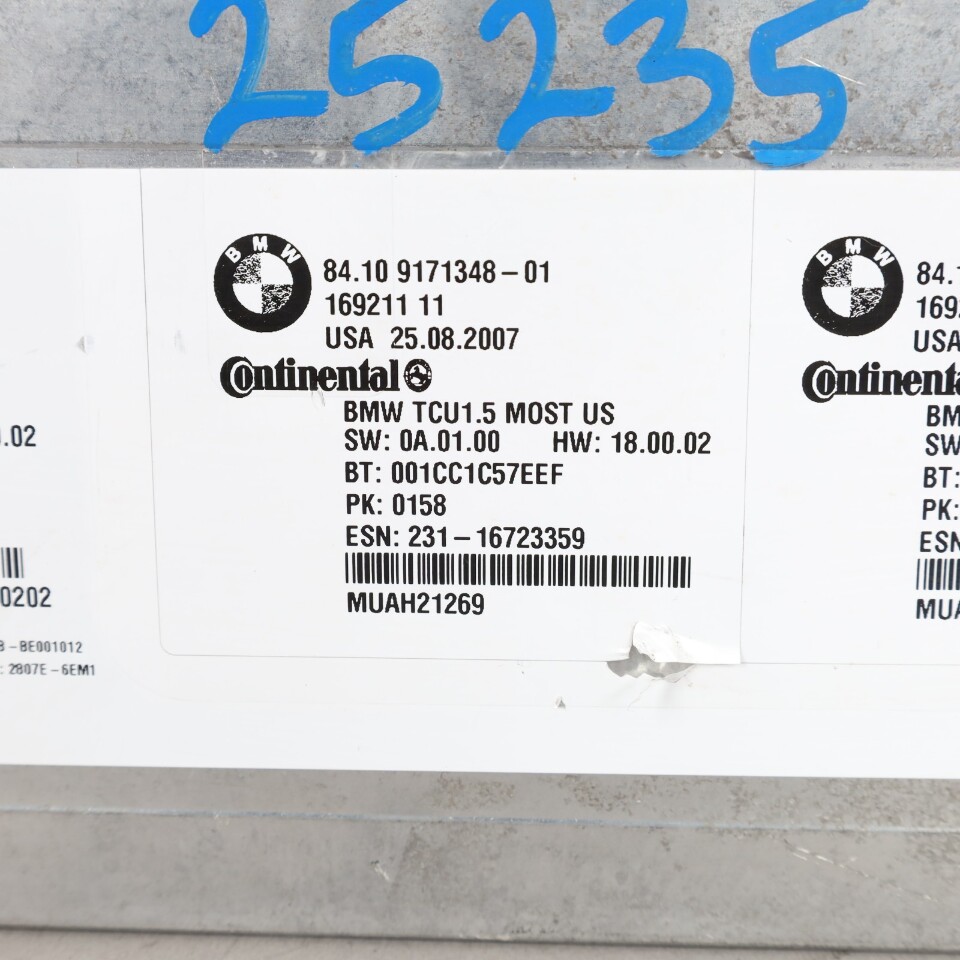 25235
BMW
84.10 9171348-01
169211 11
USA 25.08.2007
Continental
BMW TCU1.5 MOST US
SW: 0A.01.00 HW: 18.00.02
BT: 001CC1C57EEF
PK: 0158
ESN: 231-16723359
MUAH21269
.02
0202
-BE001012
: 2807E-6EM1
BMW
84.1
169
USA
Continenta
BM
SW
BT:
PK:
ESN
MUA